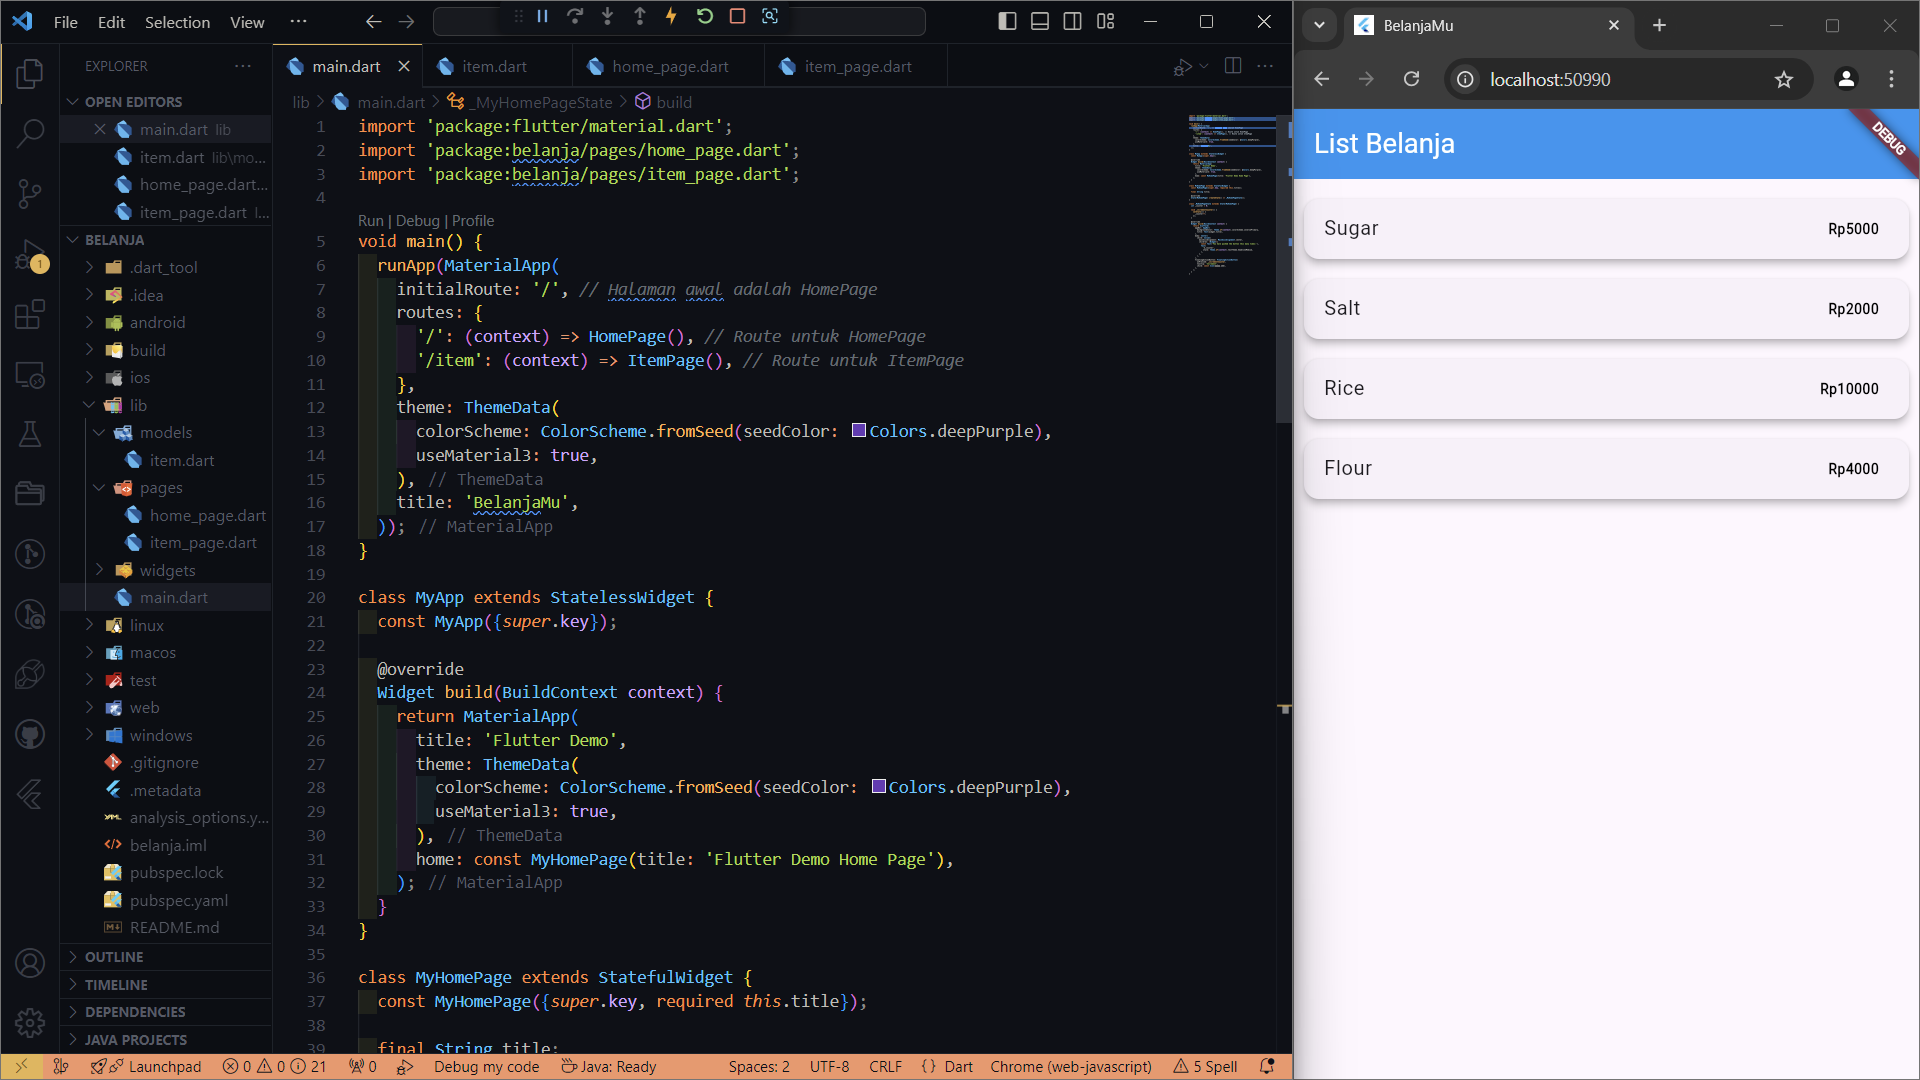 File Edit Selection View ···
EXPLORER ···
OPEN EDITORS
main.dart lib
item.dart lib\mo...
home_page.dart...
item_page.dart l...
BELANJA
.dart_tool
.idea
android
build
ios
lib
models
item.dart
pages
home_page.dart
item_page.dart
widgets
main.dart
linux
macos
test
web
windows
.gitignore
.metadata
analysis_options.y...
belanja.iml
pubspec.lock
pubspec.yaml
README.md
OUTLINE
TIMELINE
DEPENDENCIES
JAVA PROJECTS
1
main.dart item.dart home_page.dart item_page.dart
lib > main.dart > _MyHomePageState > build
1 import 'package:flutter/material.dart';
2 import 'package:belanja/pages/home_page.dart';
3 import 'package:belanja/pages/item_page.dart';
4
Run | Debug | Profile
5 void main() {
6 runApp(MaterialApp(
7 initialRoute: '/', // Halaman awal adalah HomePage
8 routes: {
9 '/': (context) => HomePage(), // Route untuk HomePage
10 '/item': (context) => ItemPage(), // Route untuk ItemPage
11 },
12 theme: ThemeData(
13 colorScheme: ColorScheme.fromSeed(seedColor: Colors.deepPurple),
14 useMaterial3: true,
15 ), // ThemeData
16 title: 'BelanjaMu',
17 )); // MaterialApp
18 }
19
20 class MyApp extends StatelessWidget {
21 const MyApp({super.key});
22
23 @override
24 Widget build(BuildContext context) {
25 return MaterialApp(
26 title: 'Flutter Demo',
27 theme: ThemeData(
28 colorScheme: ColorScheme.fromSeed(seedColor: Colors.deepPurple),
29 useMaterial3: true,
30 ), // ThemeData
31 home: const MyHomePage(title: 'Flutter Demo Home Page'),
32 ); // MaterialApp
33 }
34 }
35
36 class MyHomePage extends StatefulWidget {
37 const MyHomePage({super.key, required this.title});
38
39 final String title;
Launchpad 0 0 21 0 Debug my code Java: Ready Spaces: 2 UTF-8 CRLF {} Dart Chrome (web-javascript) 5 Spell
BelanjaMu
localhost:50990
List Belanja
DEBUG
Sugar Rp5000
Salt Rp2000
Rice Rp10000
Flour Rp4000